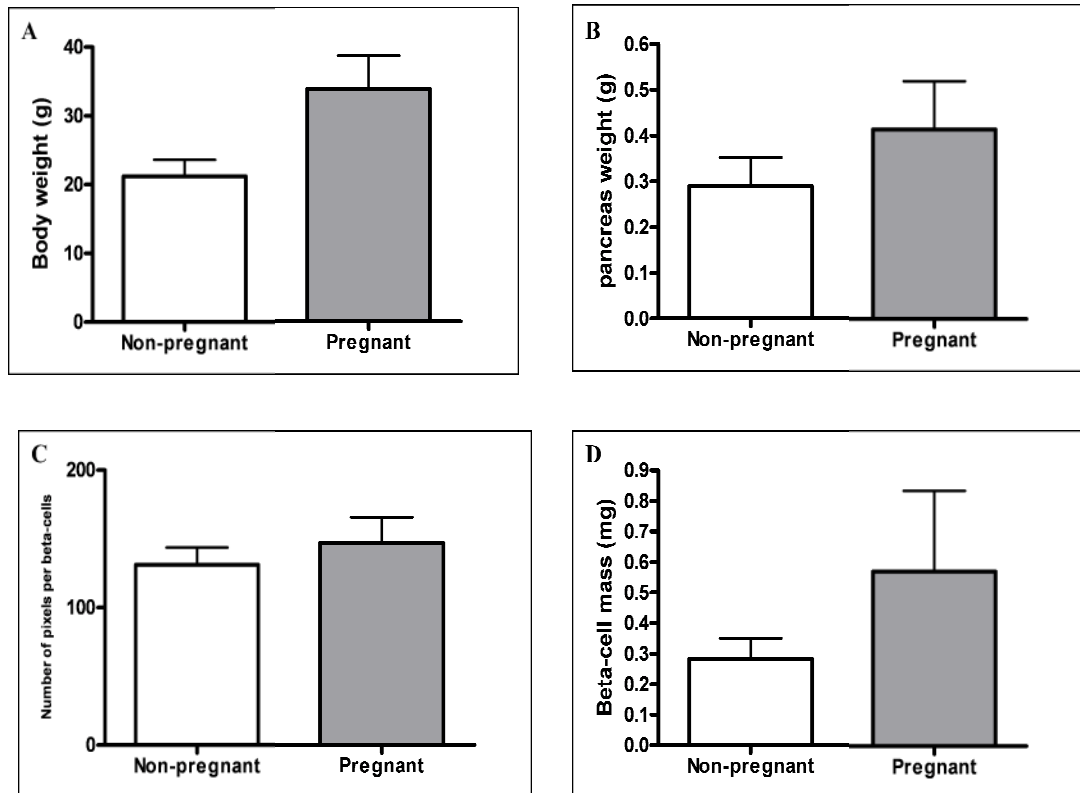 A
Body weight (g)
40
30
20
10
0
Non-pregnant
Pregnant
B
pancreas weight (g)
0.6
0.5
0.4
0.3
0.2
0.1
0.0
Non-pregnant
Pregnant
C
Number of pixels per beta-cells
200
100
0
Non-pregnant
Pregnant
D
Beta-cell mass (mg)
0.9
0.8
0.7
0.6
0.5
0.4
0.3
0.2
0.1
0.0
Non-pregnant
Pregnant